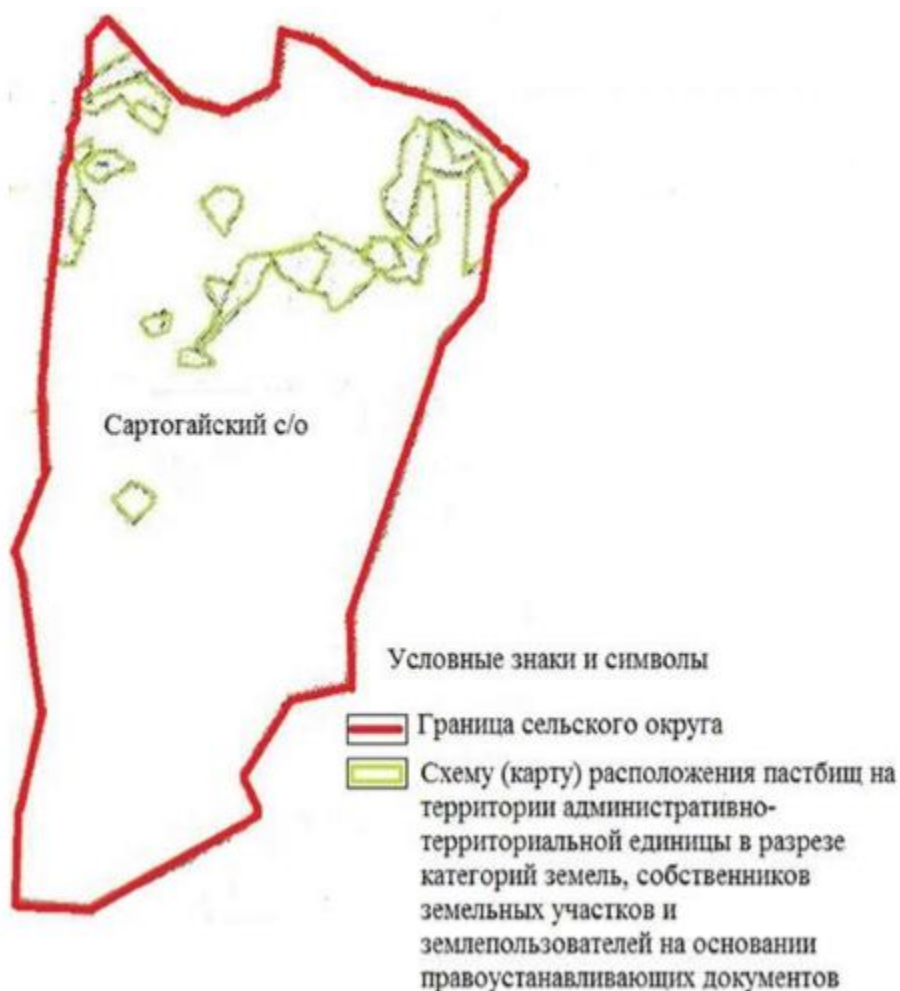 Сартогайский с/о
Условные знаки и символы
Граница сельского округа
Схему (карту) расположения пастбищ на
территории административно-
территориальной единицы в разрезе
категорий земель, собственников
земельных участков и
землепользователей на основании
правоустанавливающих документов